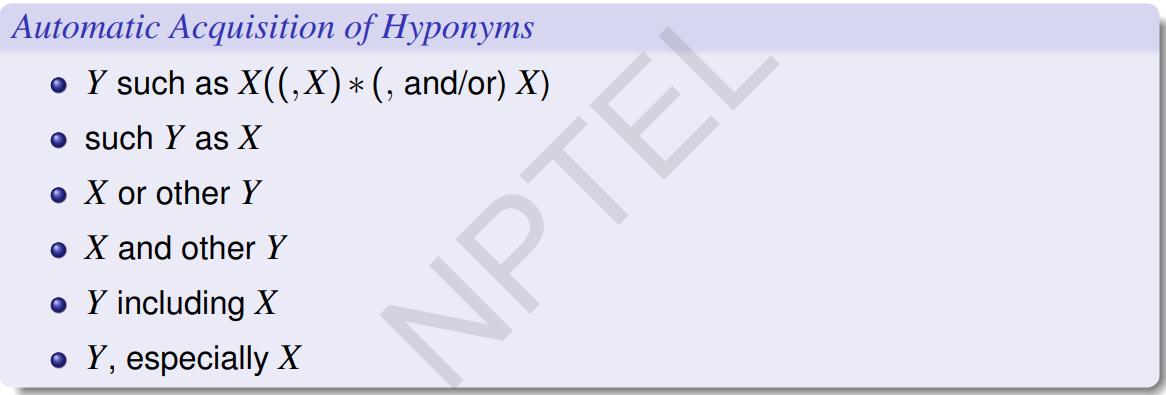 Automatic Acquisition of Hyponyms
Y such as X((,X)*(, and/or) X)
such Y as X
X or other Y
X and other Y
Y including X
Y, especially X
NPTEL